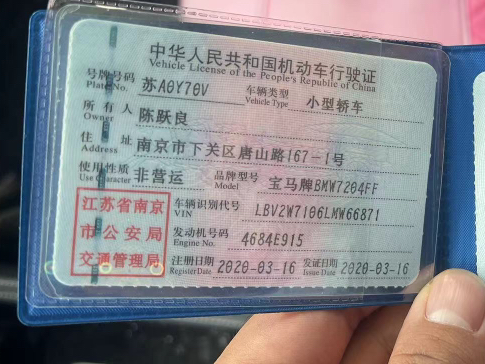 中华人民共和国机动车行驶证
Vehicle License of the People's Republic of China
号牌号码 苏A0Y70V 车辆类型 小型轿车
Plate No. Vehicle Type
所有人 陈跃良
Owner
住址 南京市下关区唐山路167-1号
Address
使用性质 非营运 品牌型号 宝马牌BMW7204FF
Use Character Model
江苏省南京
市公安局
交通管理局
车辆识别代号 LBV2W7106LMW66871
VIN
发动机号码 4684E915
Engine No.
注册日期 2020-03-16 发证日期 2020-03-16
Register Date Issue Date